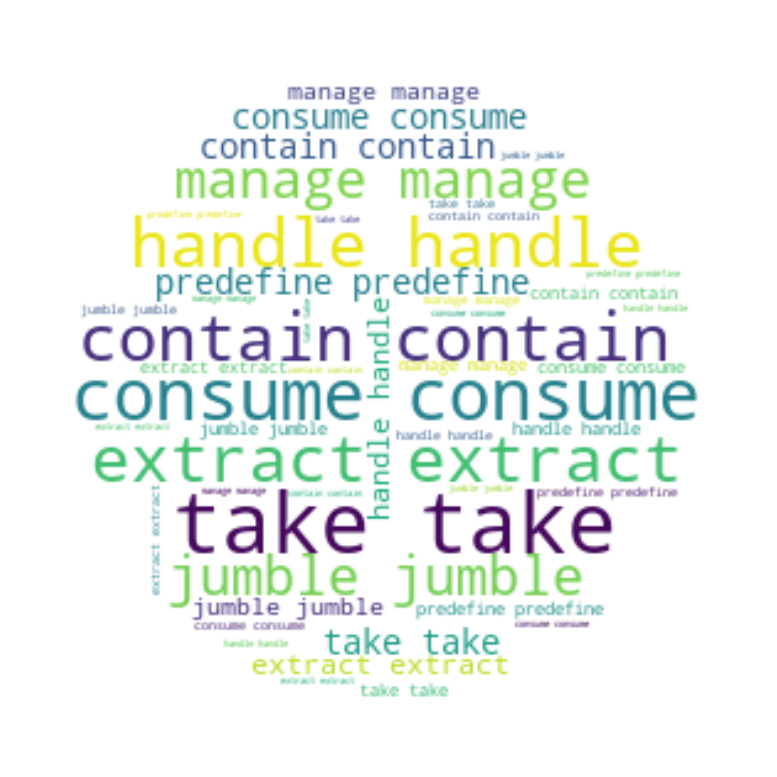 manage manage
consume consume
contain contain
jumble jumble
manage manage
take take
predefine predefine
take take
contain contain
handle handle
predefine predefine
predefine predefine
contain contain
manage manage
manage manage
jumble jumble
take take
consume consume
handle handle
contain contain
handle handle
extract extract
contain contain
manage manage
consume consume
consume consume
extract extract
jumble jumble
handle handle
handle handle
extract extract
manage manage
contain contain
jumble jumble
predefine predefine
extract extract
take take
jumble jumble
jumble jumble
predefine predefine
consume consume
consume consume
handle handle
take take
extract extract
extract extract
take take